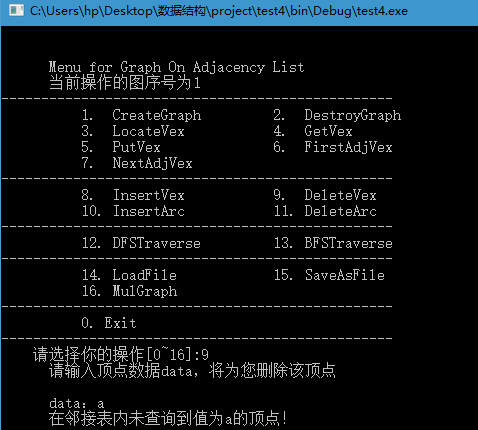 C:\Users\hp\Desktop\数据结构\project\test4\bin\Debug\test4.exe
Menu for Graph On Adjacency List
当前操作的图序号为1
-------------------------------------------------
1. CreateGraph 2. DestroyGraph
3. LocateVex 4. GetVex
5. PutVex 6. FirstAdjVex
7. NextAdjVex
-------------------------------------------------
8. InsertVex 9. DeleteVex
10. InsertArc 11. DeleteArc
-------------------------------------------------
12. DFSTraverse 13. BFSTraverse
-------------------------------------------------
14. LoadFile 15. SaveAsFile
16. MulGraph
-------------------------------------------------
0. Exit
-------------------------------------------------
请选择你的操作[0~16]:9
请输入顶点数据data，将为您删除该顶点
data：a
在邻接表内未查询到值为a的顶点！